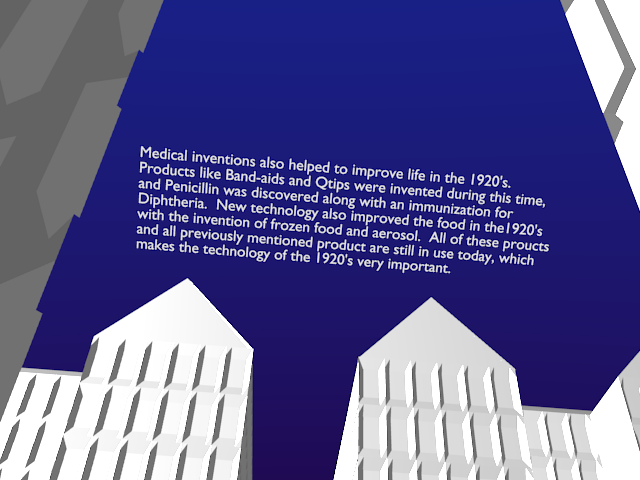 Medical inventions also helped to improve life in the 1920's.
Products like Band-aids and Qtips were invented during this time,
and Penicillin was discovered along with an immunization for
Diphtheria.  New technology also improved the food in the1920's
with the invention of frozen food and aerosol.  All of these proucts
and all previously mentioned product are still in use today, which
makes the technology of the 1920's very important.